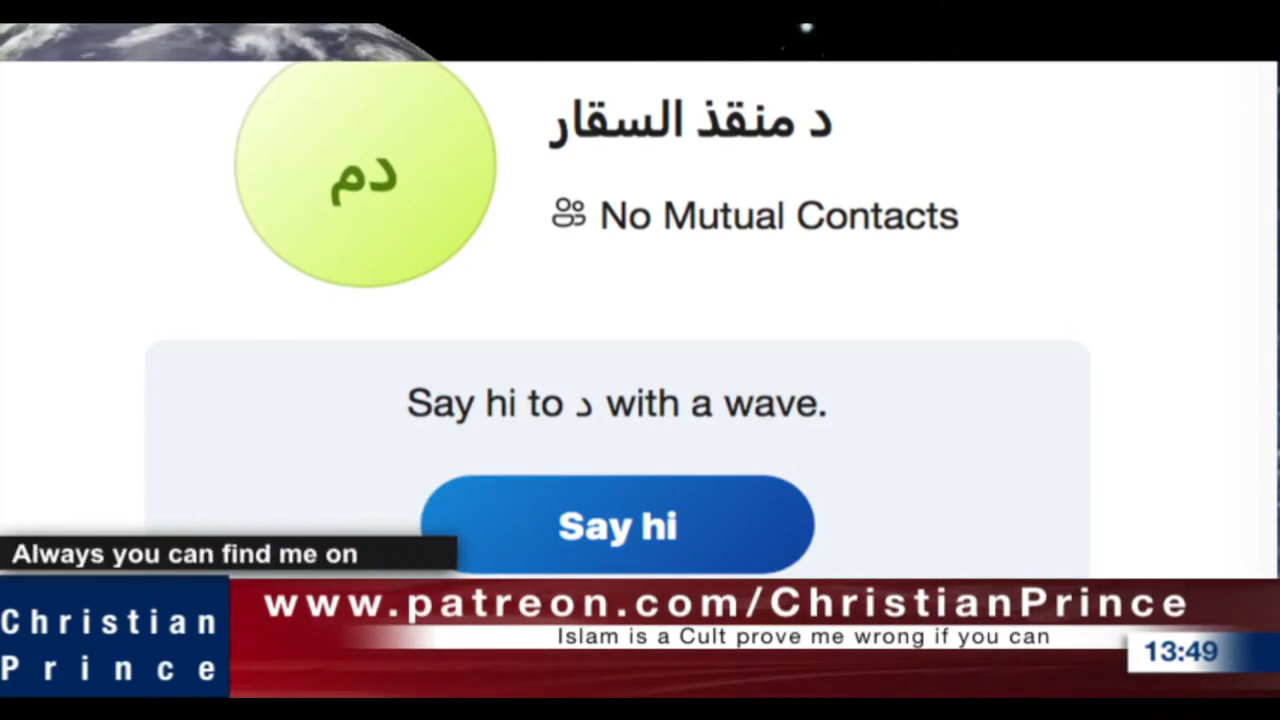 د منقذ السقار
دم
No Mutual Contacts
Say hi to د with a wave.
Say hi
Always you can find me on
www.patreon.com/ChristianPrince
Christian
Prince
Islam is a Cult prove me wrong if you can
13:49